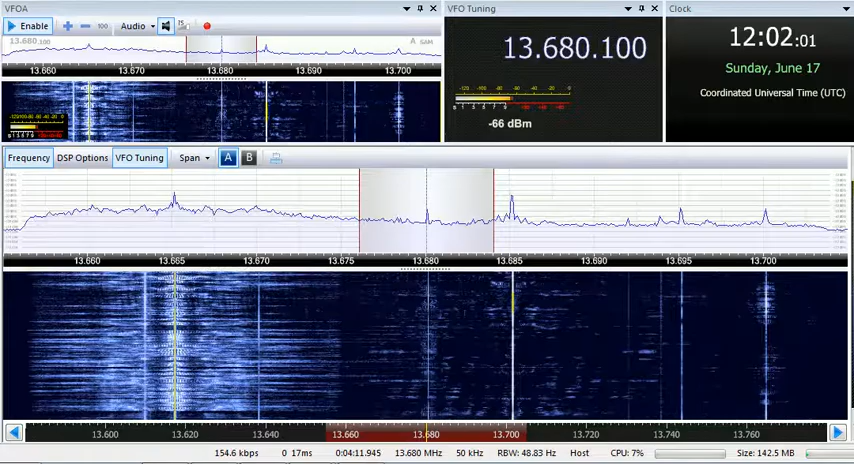 VFOA
Enable
100
Audio
13.680.100
A SAM
13.660 13.670 13.680 13.690 13.700
VFO Tuning
13.680.100
-66 dBm
Clock
12:02:01
Sunday, June 17
Coordinated Universal Time (UTC)
Frequency DSP Options VFO Tuning Span A B
13.660 13.665 13.670 13.675 13.680 13.685 13.690 13.695 13.700
13.600 13.620 13.640 13.660 13.680 13.700 13.720 13.740 13.760
154.6 kbps 0 17ms 0:04:11.945 13.680 MHz 50 kHz RBW: 48.83 Hz Host CPU: 7% Size: 142.5 MB